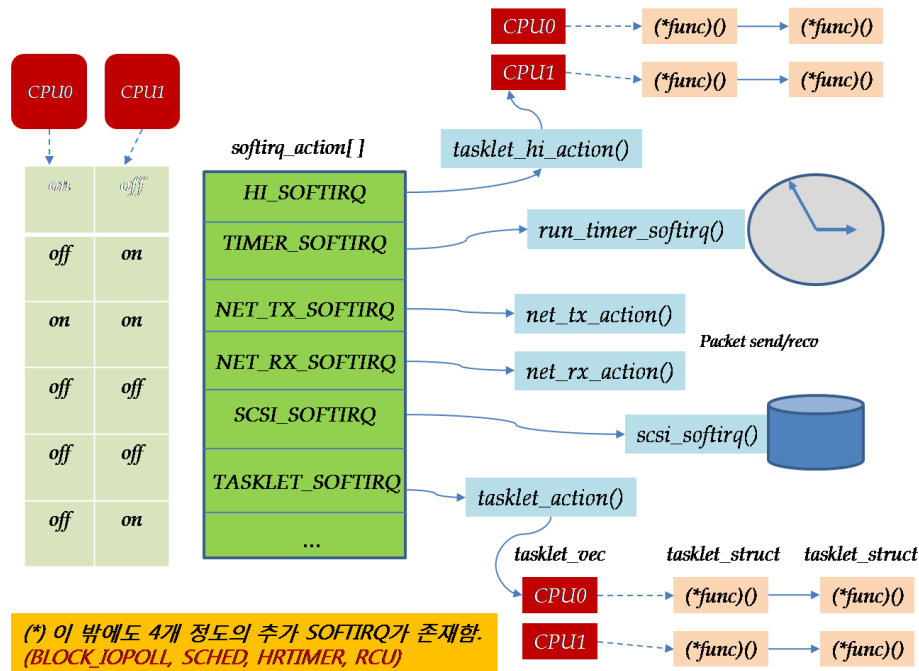 CPU0 (*func)() (*func)()
CPU1 (*func)() (*func)()
CPU0 CPU1
softirq_action[ ]
tasklet_hi_action()
on off
HI_SOFTIRQ
off on
TIMER_SOFTIRQ
run_timer_softirq()
on on
NET_TX_SOFTIRQ
net_tx_action()
Packet send/recv
off off
NET_RX_SOFTIRQ
net_rx_action()
SCSI_SOFTIRQ
scsi_softirq()
off off
TASKLET_SOFTIRQ
tasklet_action()
off on
...
tasklet_vec tasklet_struct tasklet_struct
CPU0 (*func)() (*func)()
CPU1 (*func)() (*func)()
(*) 이 밖에도 4개 정도의 추가 SOFTIRQ가 존재함.
(BLOCK_IOPOLL, SCHED, HRTIMER, RCU)